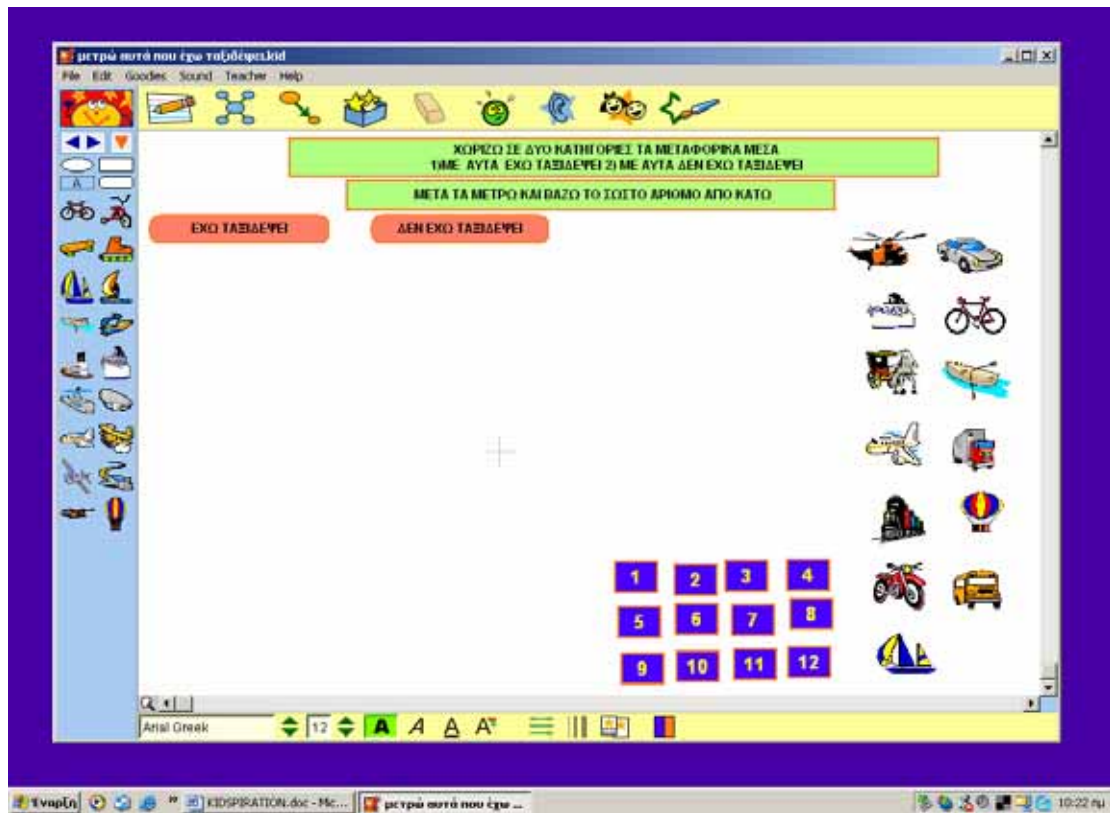 μετρώ αυτά που έχω ταξιδέψει.kid
File Edit Goodies Sound Teacher Help
ΧΩΡΙΖΩ ΣΕ ΔΥΟ ΚΑΤΗΓΟΡΙΕΣ ΤΑ ΜΕΤΑΦΟΡΙΚΑ ΜΕΣΑ
1)ΜΕ ΑΥΤΑ ΕΧΩ ΤΑΞΙΔΕΨΕΙ 2) ΜΕ ΑΥΤΑ ΔΕΝ ΕΧΩ ΤΑΞΙΔΕΨΕΙ
ΜΕΤΑ ΤΑ ΜΕΤΡΩ ΚΑΙ ΒΑΖΩ ΤΟ ΣΩΣΤΟ ΑΡΙΘΜΟ ΑΠΟ ΚΑΤΩ
ΕΧΩ ΤΑΞΙΔΕΨΕΙ ΔΕΝ ΕΧΩ ΤΑΞΙΔΕΨΕΙ
A
1 2 3 4
5 6 7 8
9 10 11 12
Arial Greek 12 A A A A
Έναρξη KIDSPIRATION.doc - Mic... μετρώ αυτά που έχω ... 10:22 πμ